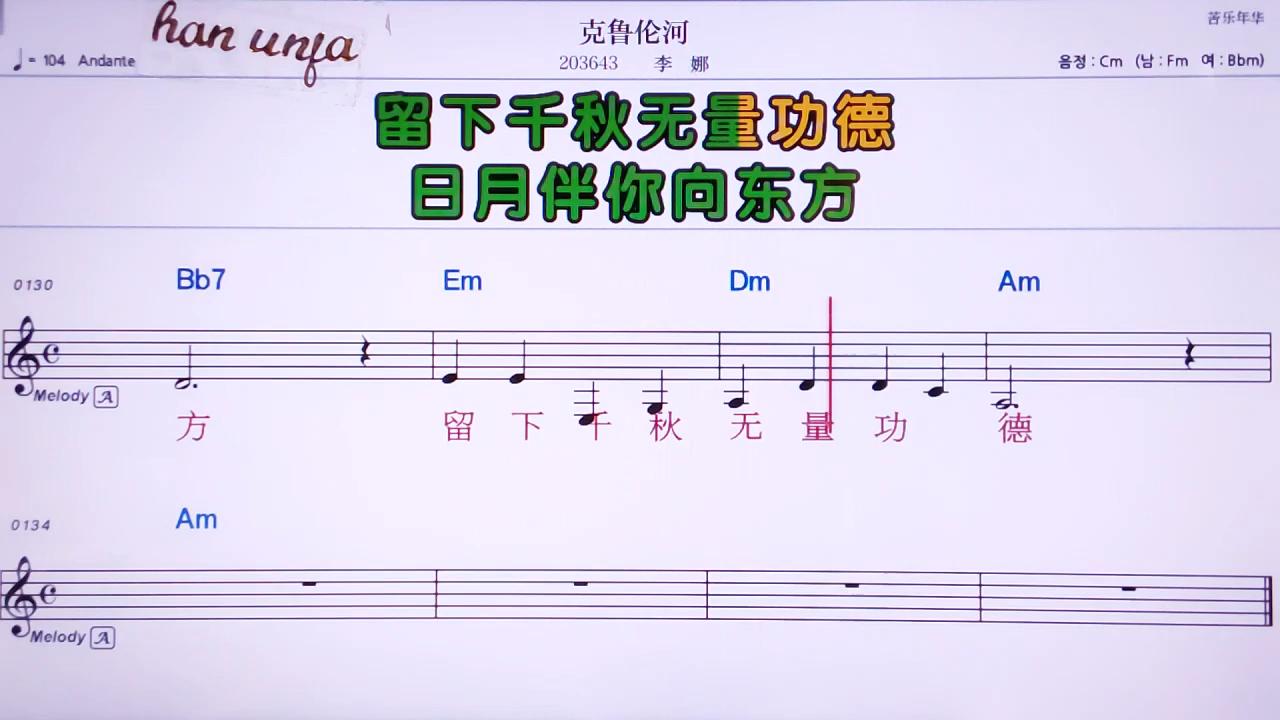 han unfa
克鲁伦河
苦乐年华
♩= 104 Andante
203643 李 娜
음정 : Cm (남 : Fm 여 : Bbm)
留下千秋无量功德
日月伴你向东方
0130 Bb7 Em Dm Am
Melody A
方 留 下 千 秋 无 量 功 德
0134 Am
Melody A